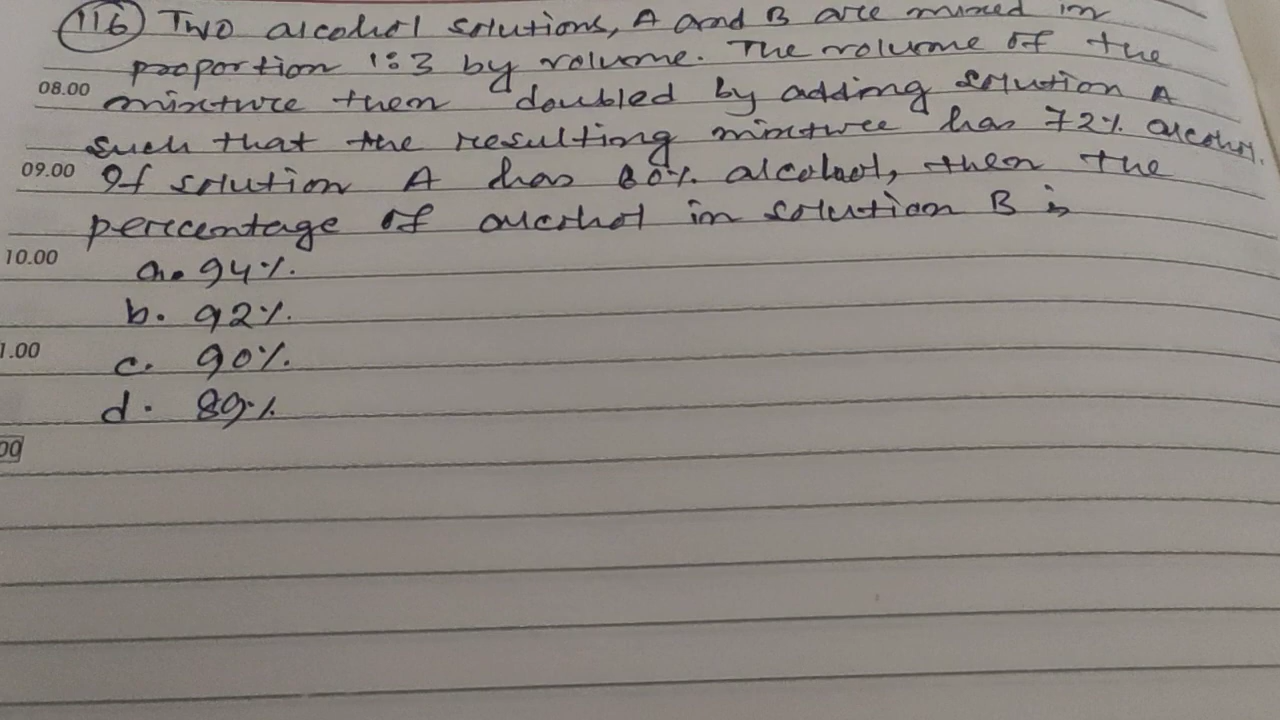 116 Two alcohol solutions, A and B are mixed in
proportion 1:3 by volume. The volume of the
08.00 mixture then doubled by adding solution A
such that the resulting mixture has 72% alcohol.
09.00 If solution A has 60% alcohol, then the
percentage of alcohol in solution B is
10.00 a. 94%.
b. 92%.
1.00 c. 90%.
d. 89%
00